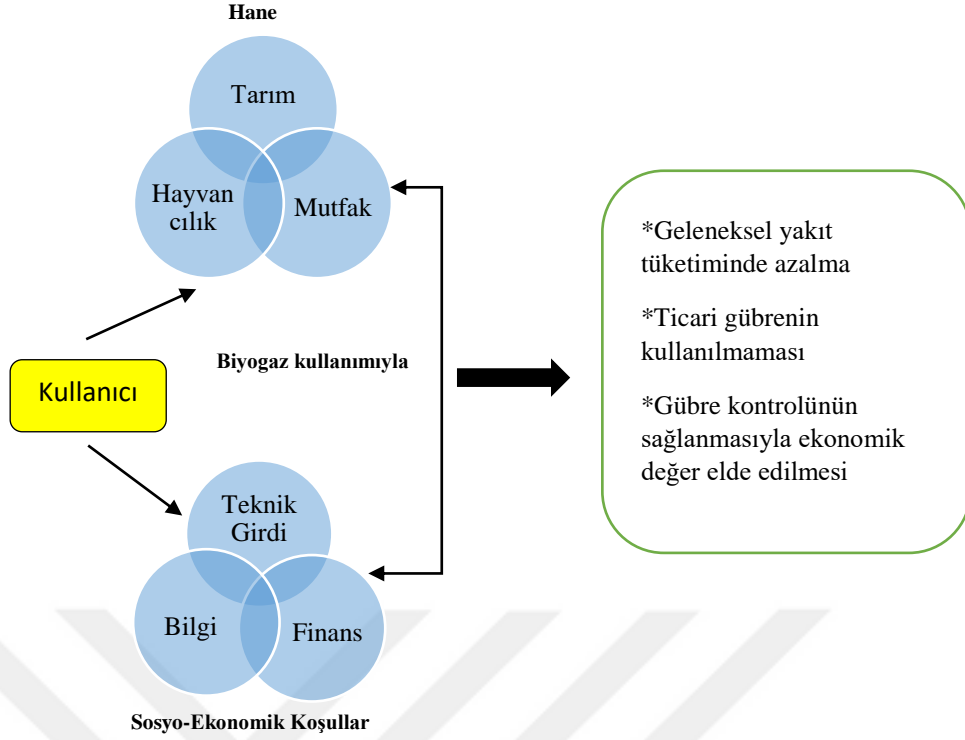 Hane
Tarım
Hayvan
cılık
Mutfak
Biyogaz kullanımıyla
Kullanıcı
Teknik
Girdi
Bilgi
Finans
Sosyo-Ekonomik Koşullar
*Geleneksel yakıt
tüketiminde azalma
*Ticari gübrenin
kullanılmaması
*Gübre kontrolünün
sağlanmasıyla ekonomik
değer elde edilmesi